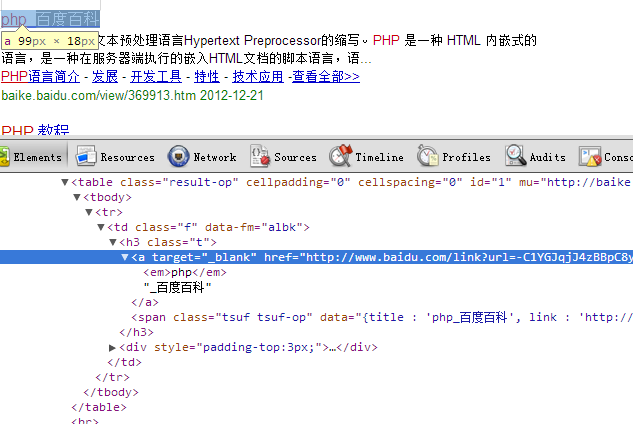 php_百度百科
a 99px × 18px
文本预处理语言Hypertext Preprocessor的缩写。PHP 是一种 HTML 内嵌式的
语言，是一种在服务器端执行的嵌入HTML文档的脚本语言，语...
PHP语言简介 - 发展 - 开发工具 - 特性 - 技术应用 -查看全部>>
baike.baidu.com/view/369913.htm 2012-12-21
PHP 教程
Elements Resources Network Sources Timeline Profiles Audits Conso
▼<table class="result-op" cellpadding="0" cellspacing="0" id="1" mu="http://baike
▼<tbody>
▼<tr>
▼<td class="f" data-fm="albk">
▼<h3 class="t">
▼<a target="_blank" href="http://www.baidu.com/link?url=-C1YGJqjJ4zBBpC8y
<em>php</em>
"_百度百科"
</a>
<span class="tsuf tsuf-op" data="{title : 'php_百度百科', link : 'http://
</h3>
▶<div style="padding-top:3px;">…</div>
</td>
</tr>
</tbody>
</table>
<br>